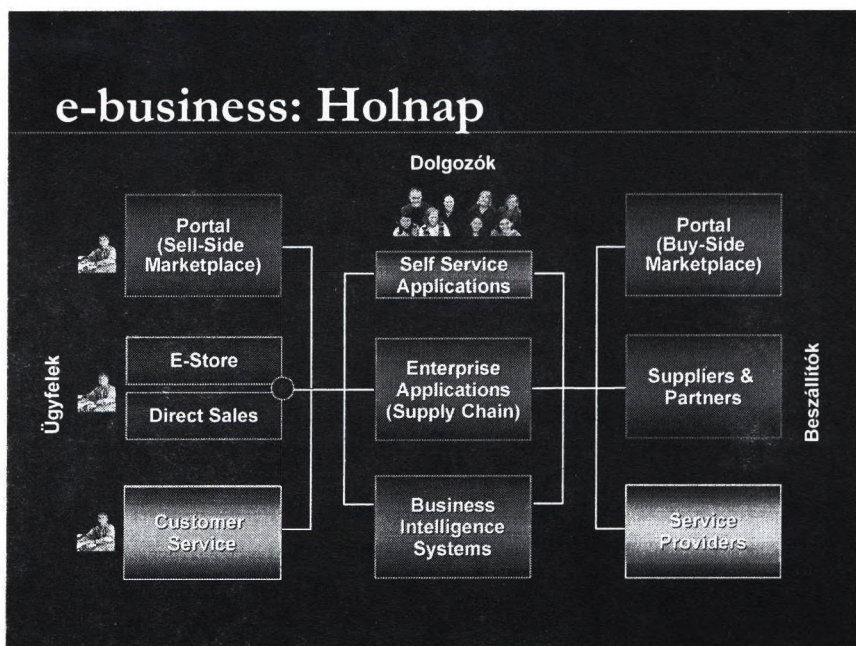 e-business: Holnap
Dolgozók
Ügyfelek
Portal
(Sell-Side
Marketplace)
E-Store
Direct Sales
Customer
Service
Self Service
Applications
Enterprise
Applications
(Supply Chain)
Business
Intelligence
Systems
Portal
(Buy-Side
Marketplace)
Suppliers &
Partners
Service
Providers
Beszállítók